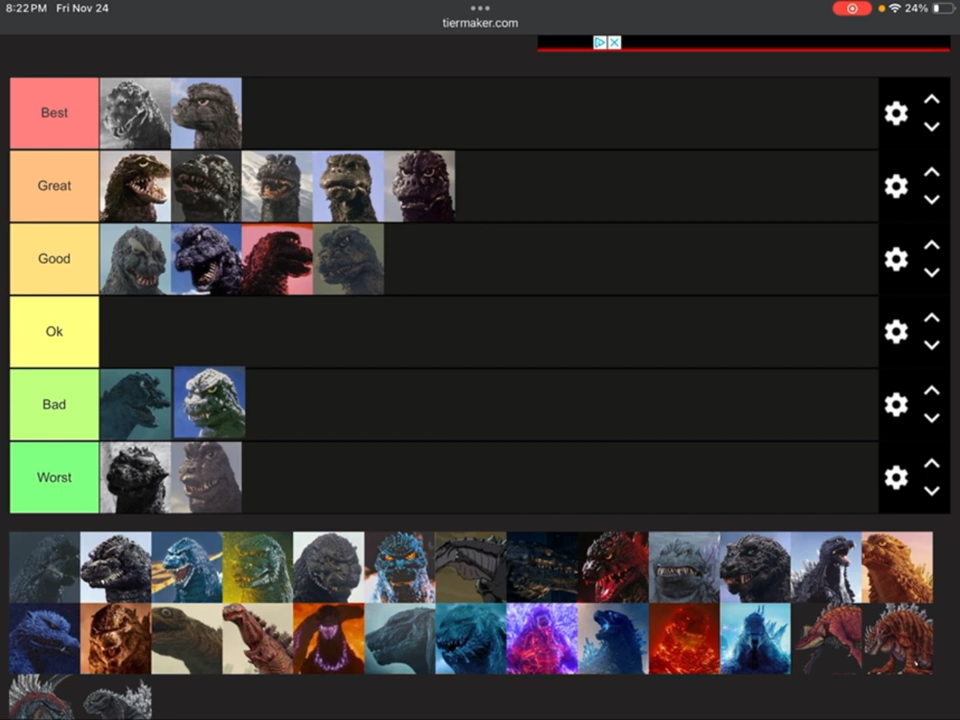 8:22 PM Fri Nov 24
24%
tiermaker.com
Best
Great
Good
Ok
Bad
Worst